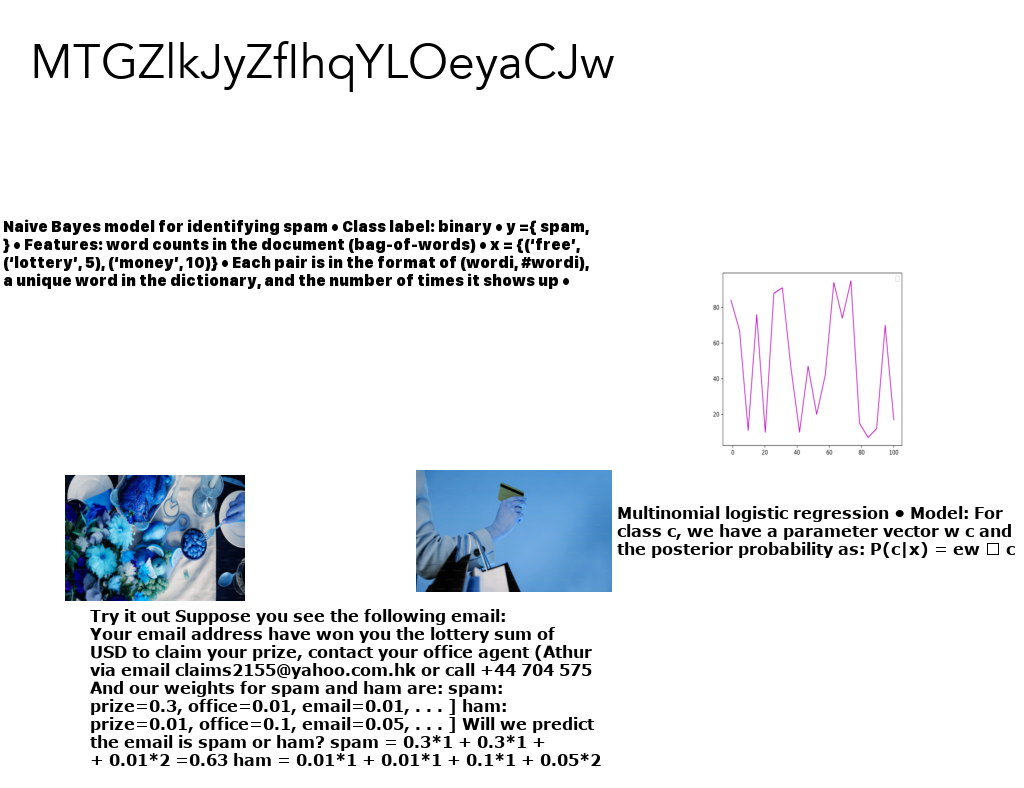 MTGZlkJyZfIhqYLOeyaCJw
Naive Bayes model for identifying spam • Class label: binary • y ={ spam,
} • Features: word counts in the document (bag-of-words) • x = {(‘free’,
(‘lottery’, 5), (‘money’, 10)} • Each pair is in the format of (wordi, #wordi),
a unique word in the dictionary, and the number of times it shows up •
80
60
40
20
0 20 40 60 80 100
Multinomial logistic regression • Model: For
class c, we have a parameter vector w c and
the posterior probability as: P(c|x) = ew □ c
Try it out Suppose you see the following email:
Your email address have won you the lottery sum of
USD to claim your prize, contact your office agent (Athur
via email claims2155@yahoo.com.hk or call +44 704 575
And our weights for spam and ham are: spam:
prize=0.3, office=0.01, email=0.01, . . . ] ham:
prize=0.01, office=0.1, email=0.05, . . . ] Will we predict
the email is spam or ham? spam = 0.3*1 + 0.3*1 +
+ 0.01*2 =0.63 ham = 0.01*1 + 0.01*1 + 0.1*1 + 0.05*2